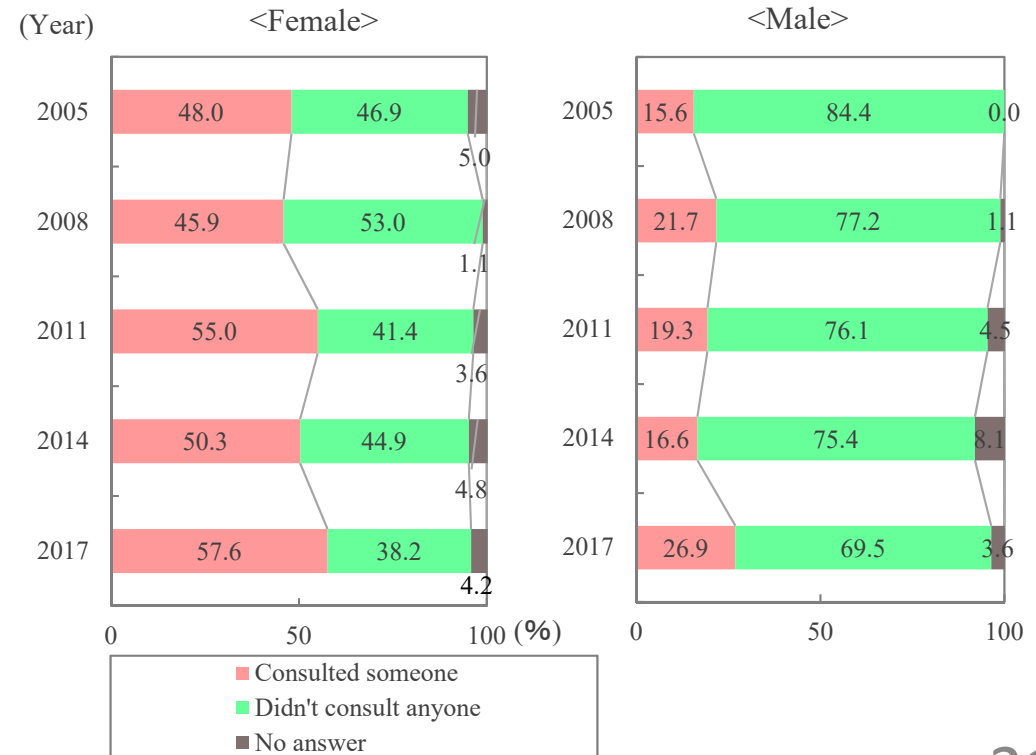 (Year)
<Female>
2005 48.0 46.9 5.0
2008 45.9 53.0 1.1
2011 55.0 41.4 3.6
2014 50.3 44.9 4.8
2017 57.6 38.2 4.2
0 50 100 (%)
<Male>
2005 15.6 84.4 0.0
2008 21.7 77.2 1.1
2011 19.3 76.1 4.5
2014 16.6 75.4 8.1
2017 26.9 69.5 3.6
0 50 100
Consulted someone
Didn't consult anyone
No answer